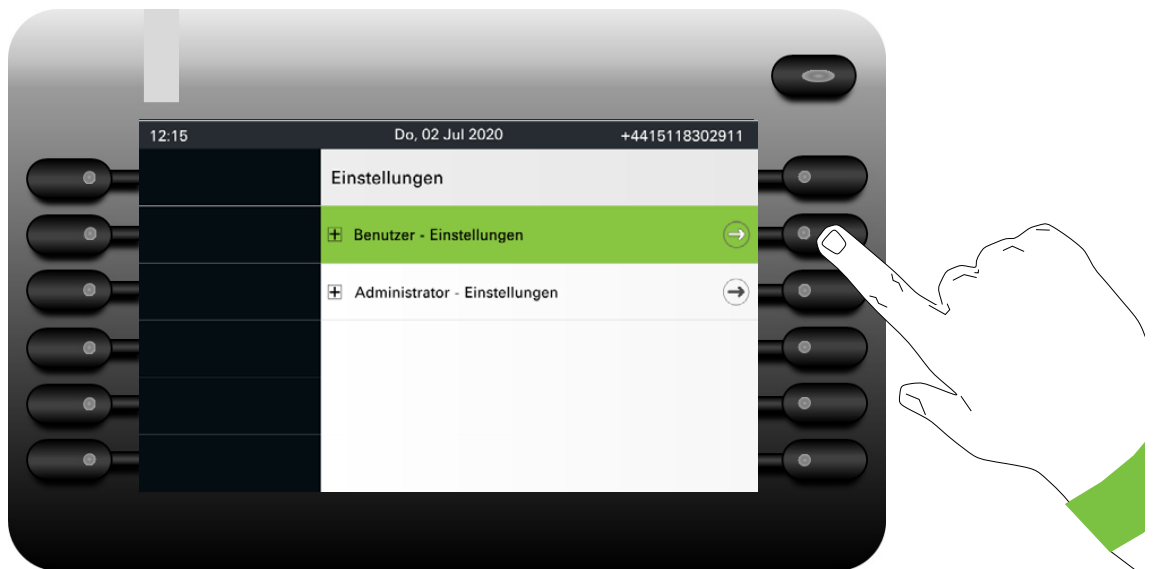 12:15 Do, 02 Jul 2020 +4415118302911
Einstellungen
Benutzer - Einstellungen
Administrator - Einstellungen